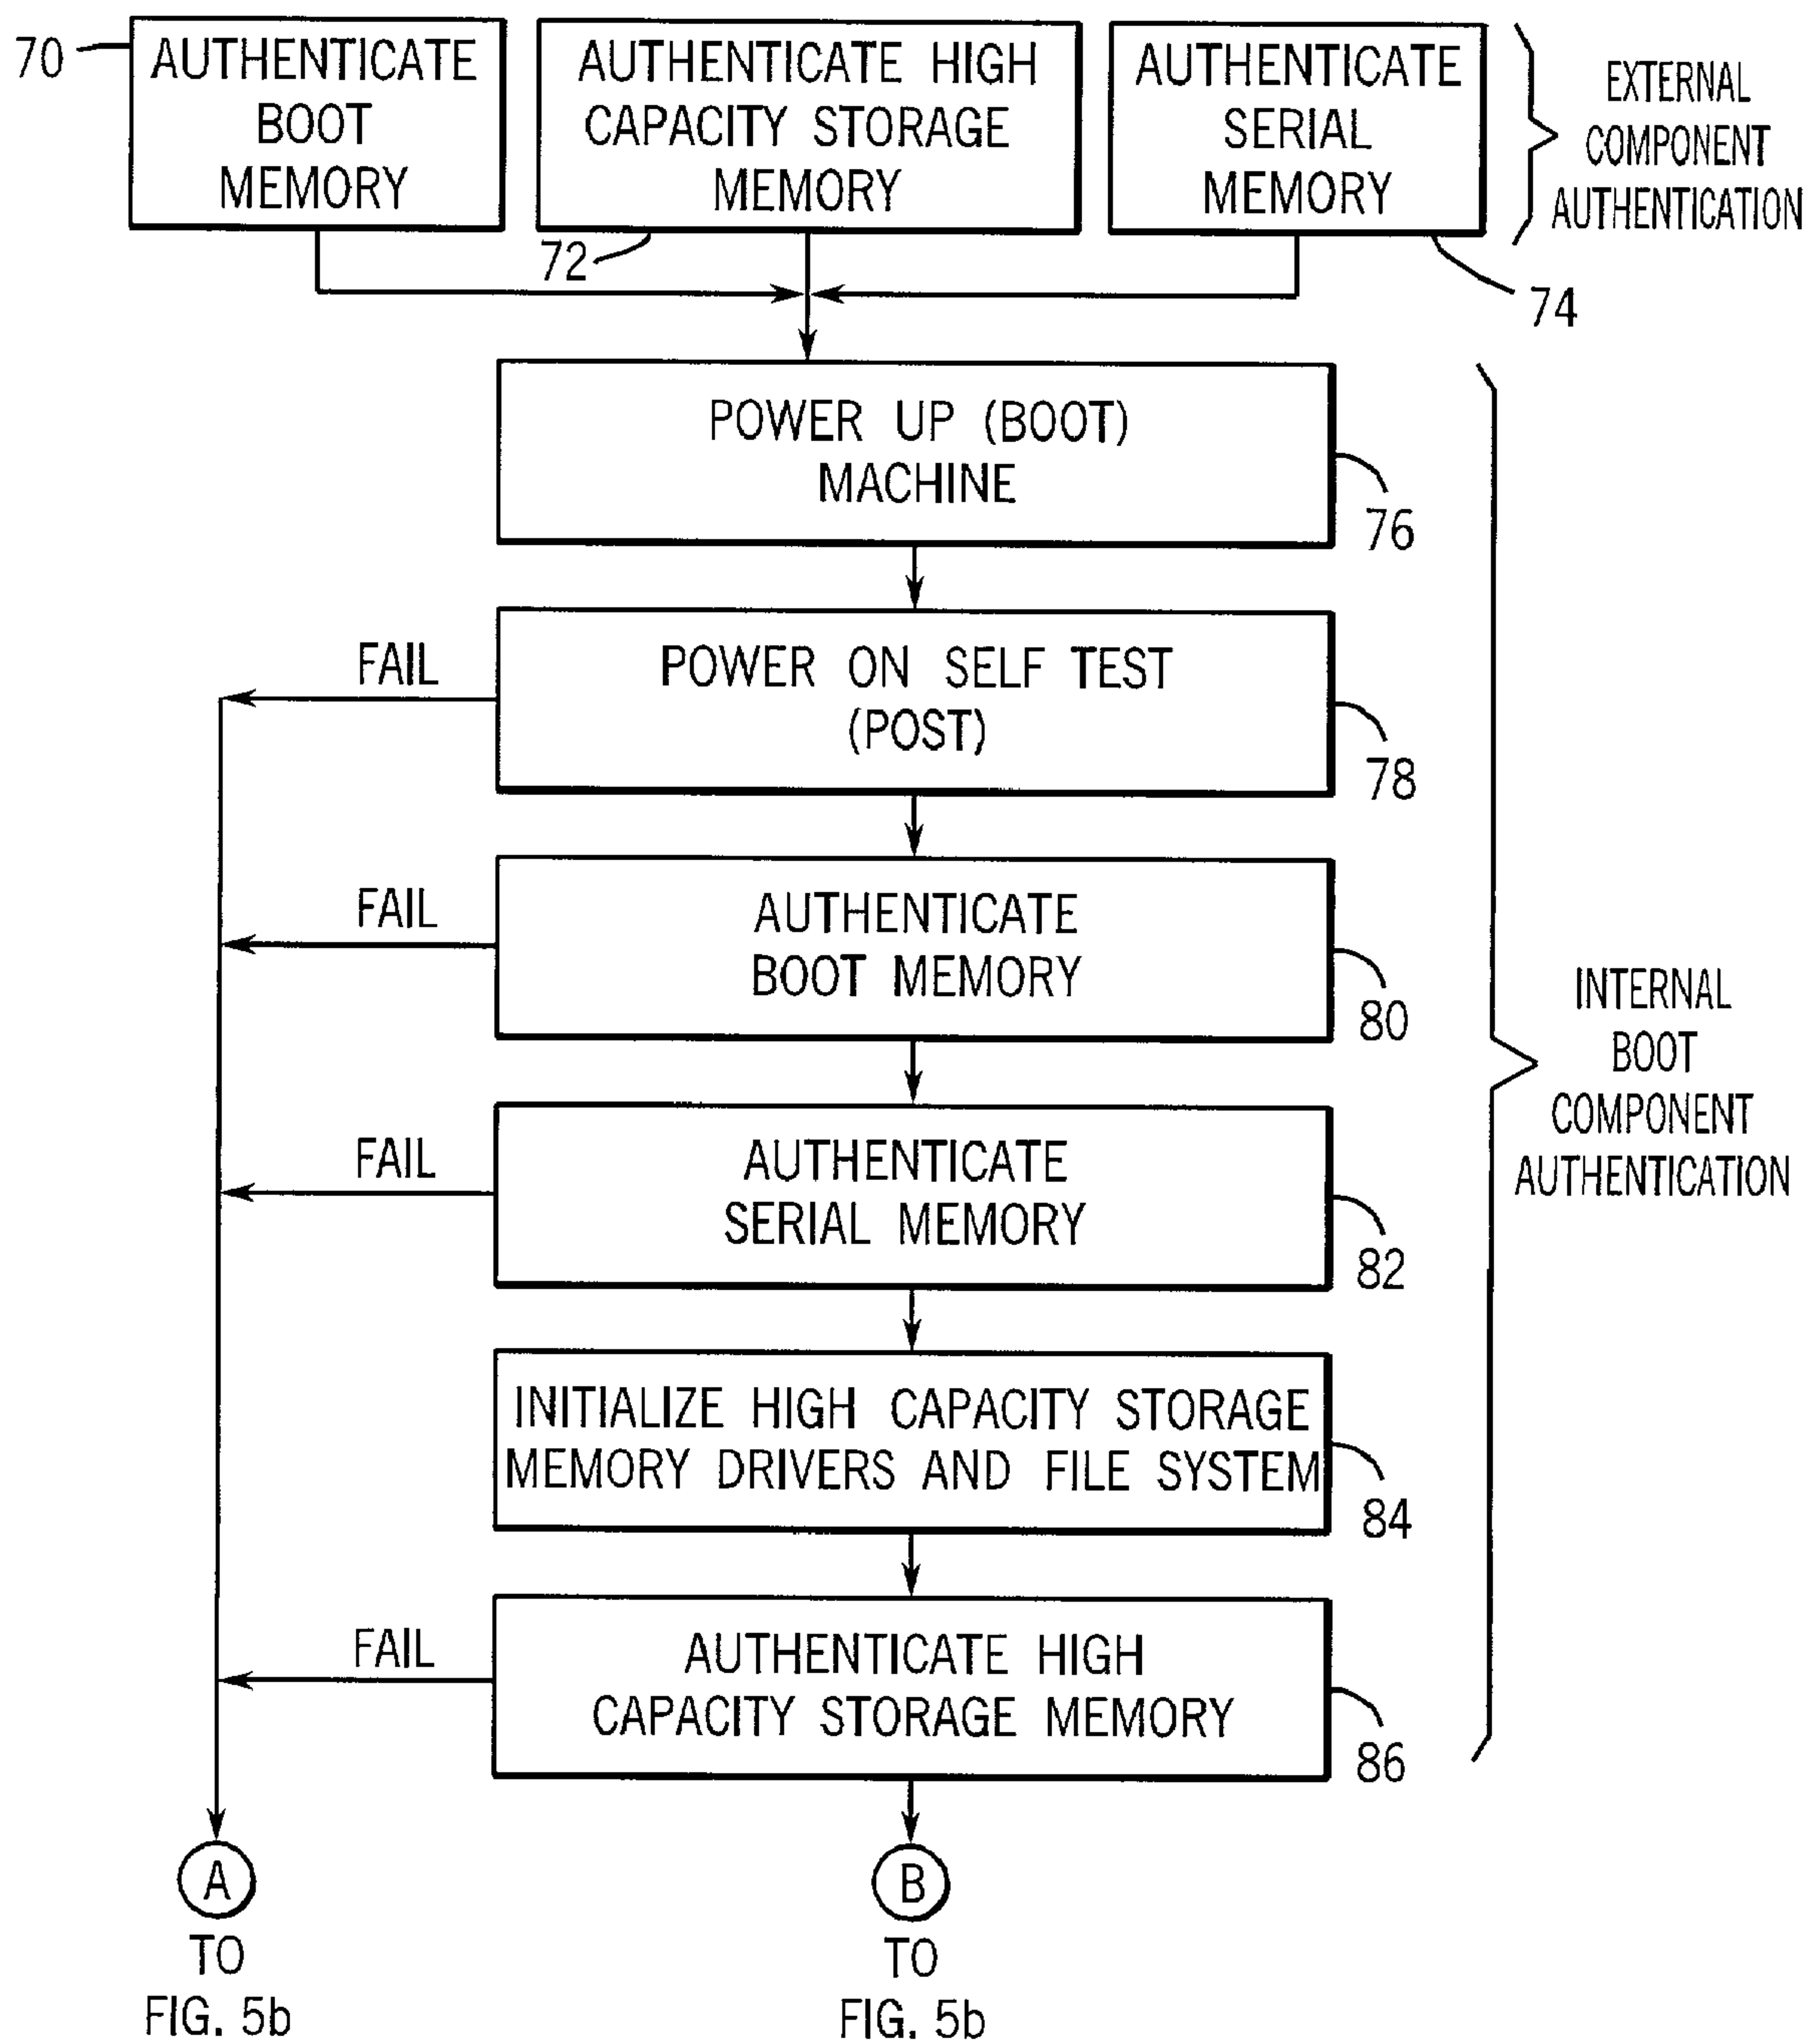 70
AUTHENTICATE
BOOT
MEMORY
AUTHENTICATE HIGH
CAPACITY STORAGE
MEMORY
72
AUTHENTICATE
SERIAL
MEMORY
74
EXTERNAL
COMPONENT
AUTHENTICATION
POWER UP (BOOT)
MACHINE
76
FAIL
POWER ON SELF TEST
(POST)
78
FAIL
AUTHENTICATE
BOOT MEMORY
80
INTERNAL
BOOT
COMPONENT
AUTHENTICATION
FAIL
AUTHENTICATE
SERIAL MEMORY
82
INITIALIZE HIGH CAPACITY STORAGE
MEMORY DRIVERS AND FILE SYSTEM
84
FAIL
AUTHENTICATE HIGH
CAPACITY STORAGE MEMORY
86
A
TO
FIG. 5b
B
TO
FIG. 5b